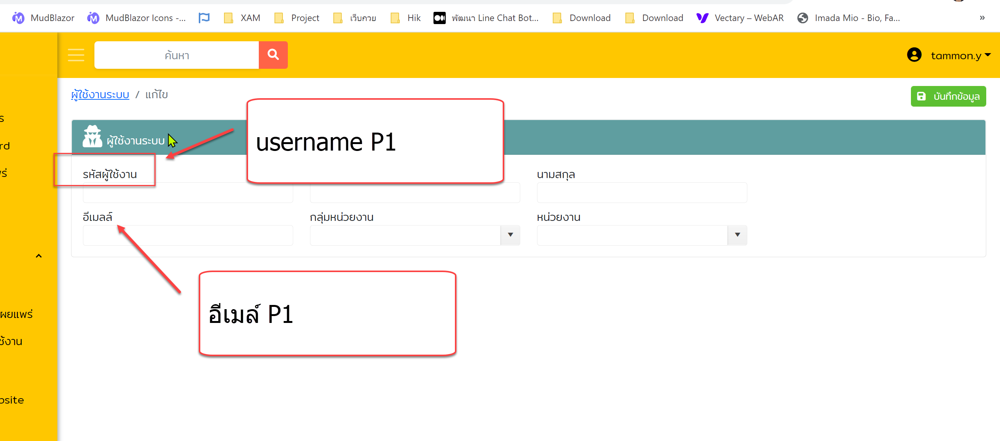 MudBlazor MudBlazor Icons -... XAM Project เว็บกวย Hik พัฒนา Line Chat Bot... Download Download Vectary – WebAR Imada Mio - Bio, Fa... »
ค้นหา
tammon.y
ผู้ใช้งานระบบ / แก้ไข
บันทึกข้อมูล
ผู้ใช้งานระบบ
username P1
รหัสผู้ใช้งาน
นามสกุล
อีเมลล์
กลุ่มหน่วยงาน
หน่วยงาน
อีเมล์ P1
ร
rd
ร่
ผยแพร่
ช้งาน
bsite